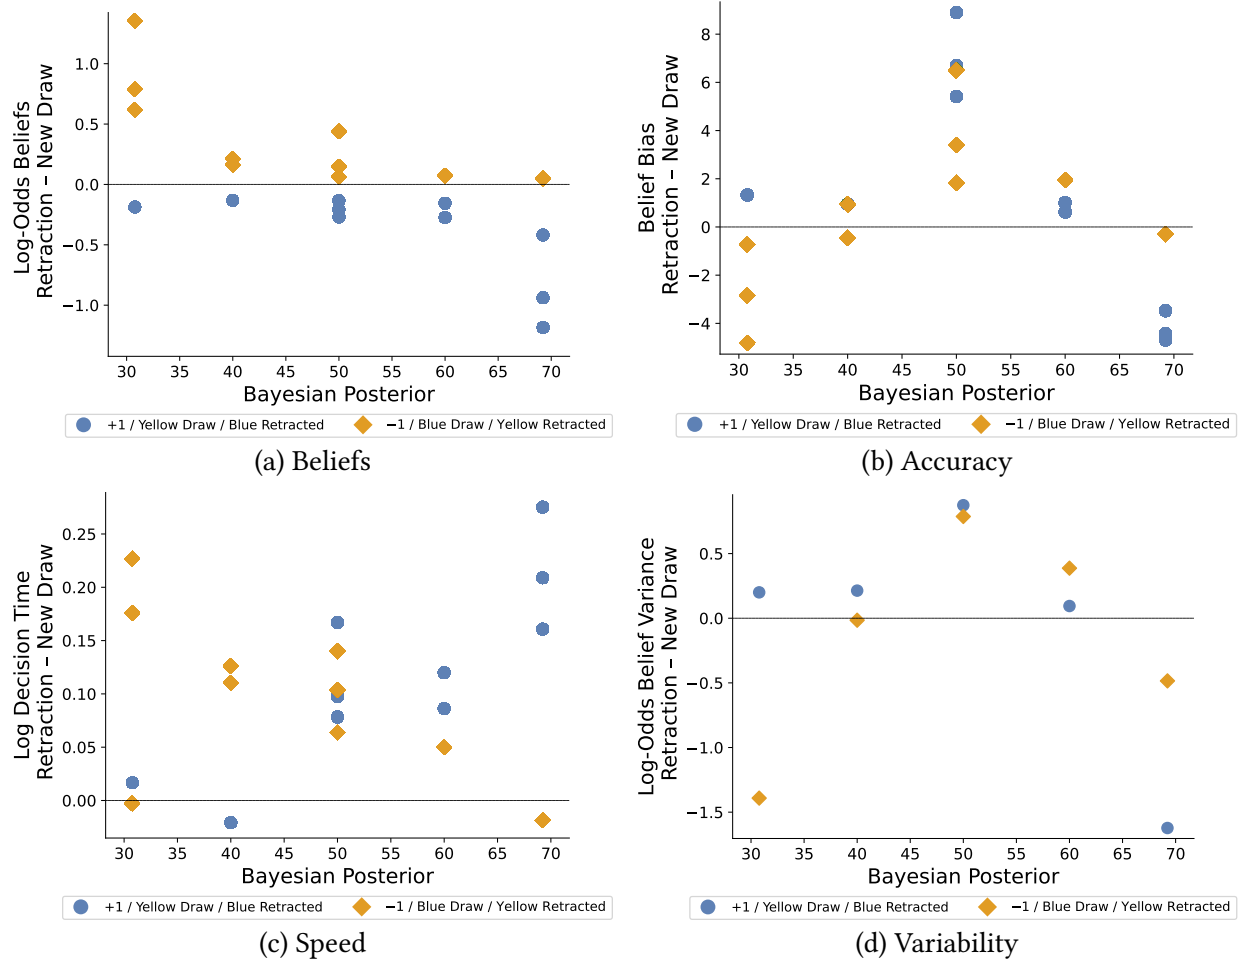 Log-Odds Beliefs
Retraction – New Draw
1.0
0.5
0.0
−0.5
−1.0
30 35 40 45 50 55 60 65 70
Bayesian Posterior
+1 / Yellow Draw / Blue Retracted −1 / Blue Draw / Yellow Retracted
(a) Beliefs
Belief Bias
Retraction – New Draw
8
6
4
2
0
−2
−4
30 35 40 45 50 55 60 65 70
Bayesian Posterior
+1 / Yellow Draw / Blue Retracted −1 / Blue Draw / Yellow Retracted
(b) Accuracy
Log Decision Time
Retraction – New Draw
0.25
0.20
0.15
0.10
0.05
0.00
30 35 40 45 50 55 60 65 70
Bayesian Posterior
+1 / Yellow Draw / Blue Retracted −1 / Blue Draw / Yellow Retracted
(c) Speed
Log-Odds Belief Variance
Retraction – New Draw
0.5
0.0
−0.5
−1.0
−1.5
30 35 40 45 50 55 60 65 70
Bayesian Posterior
+1 / Yellow Draw / Blue Retracted −1 / Blue Draw / Yellow Retracted
(d) Variability